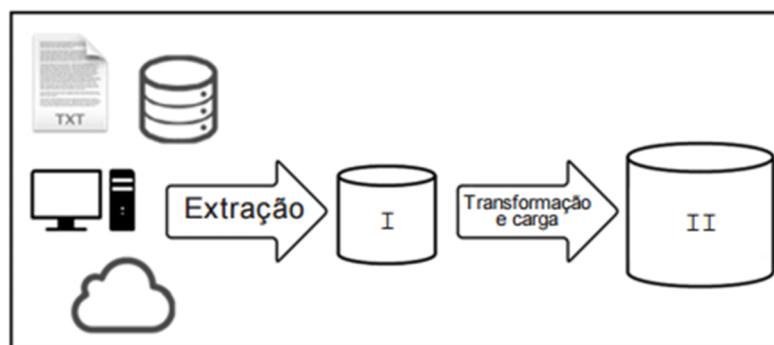 TXT
Extração
I
Transformação
e carga
II